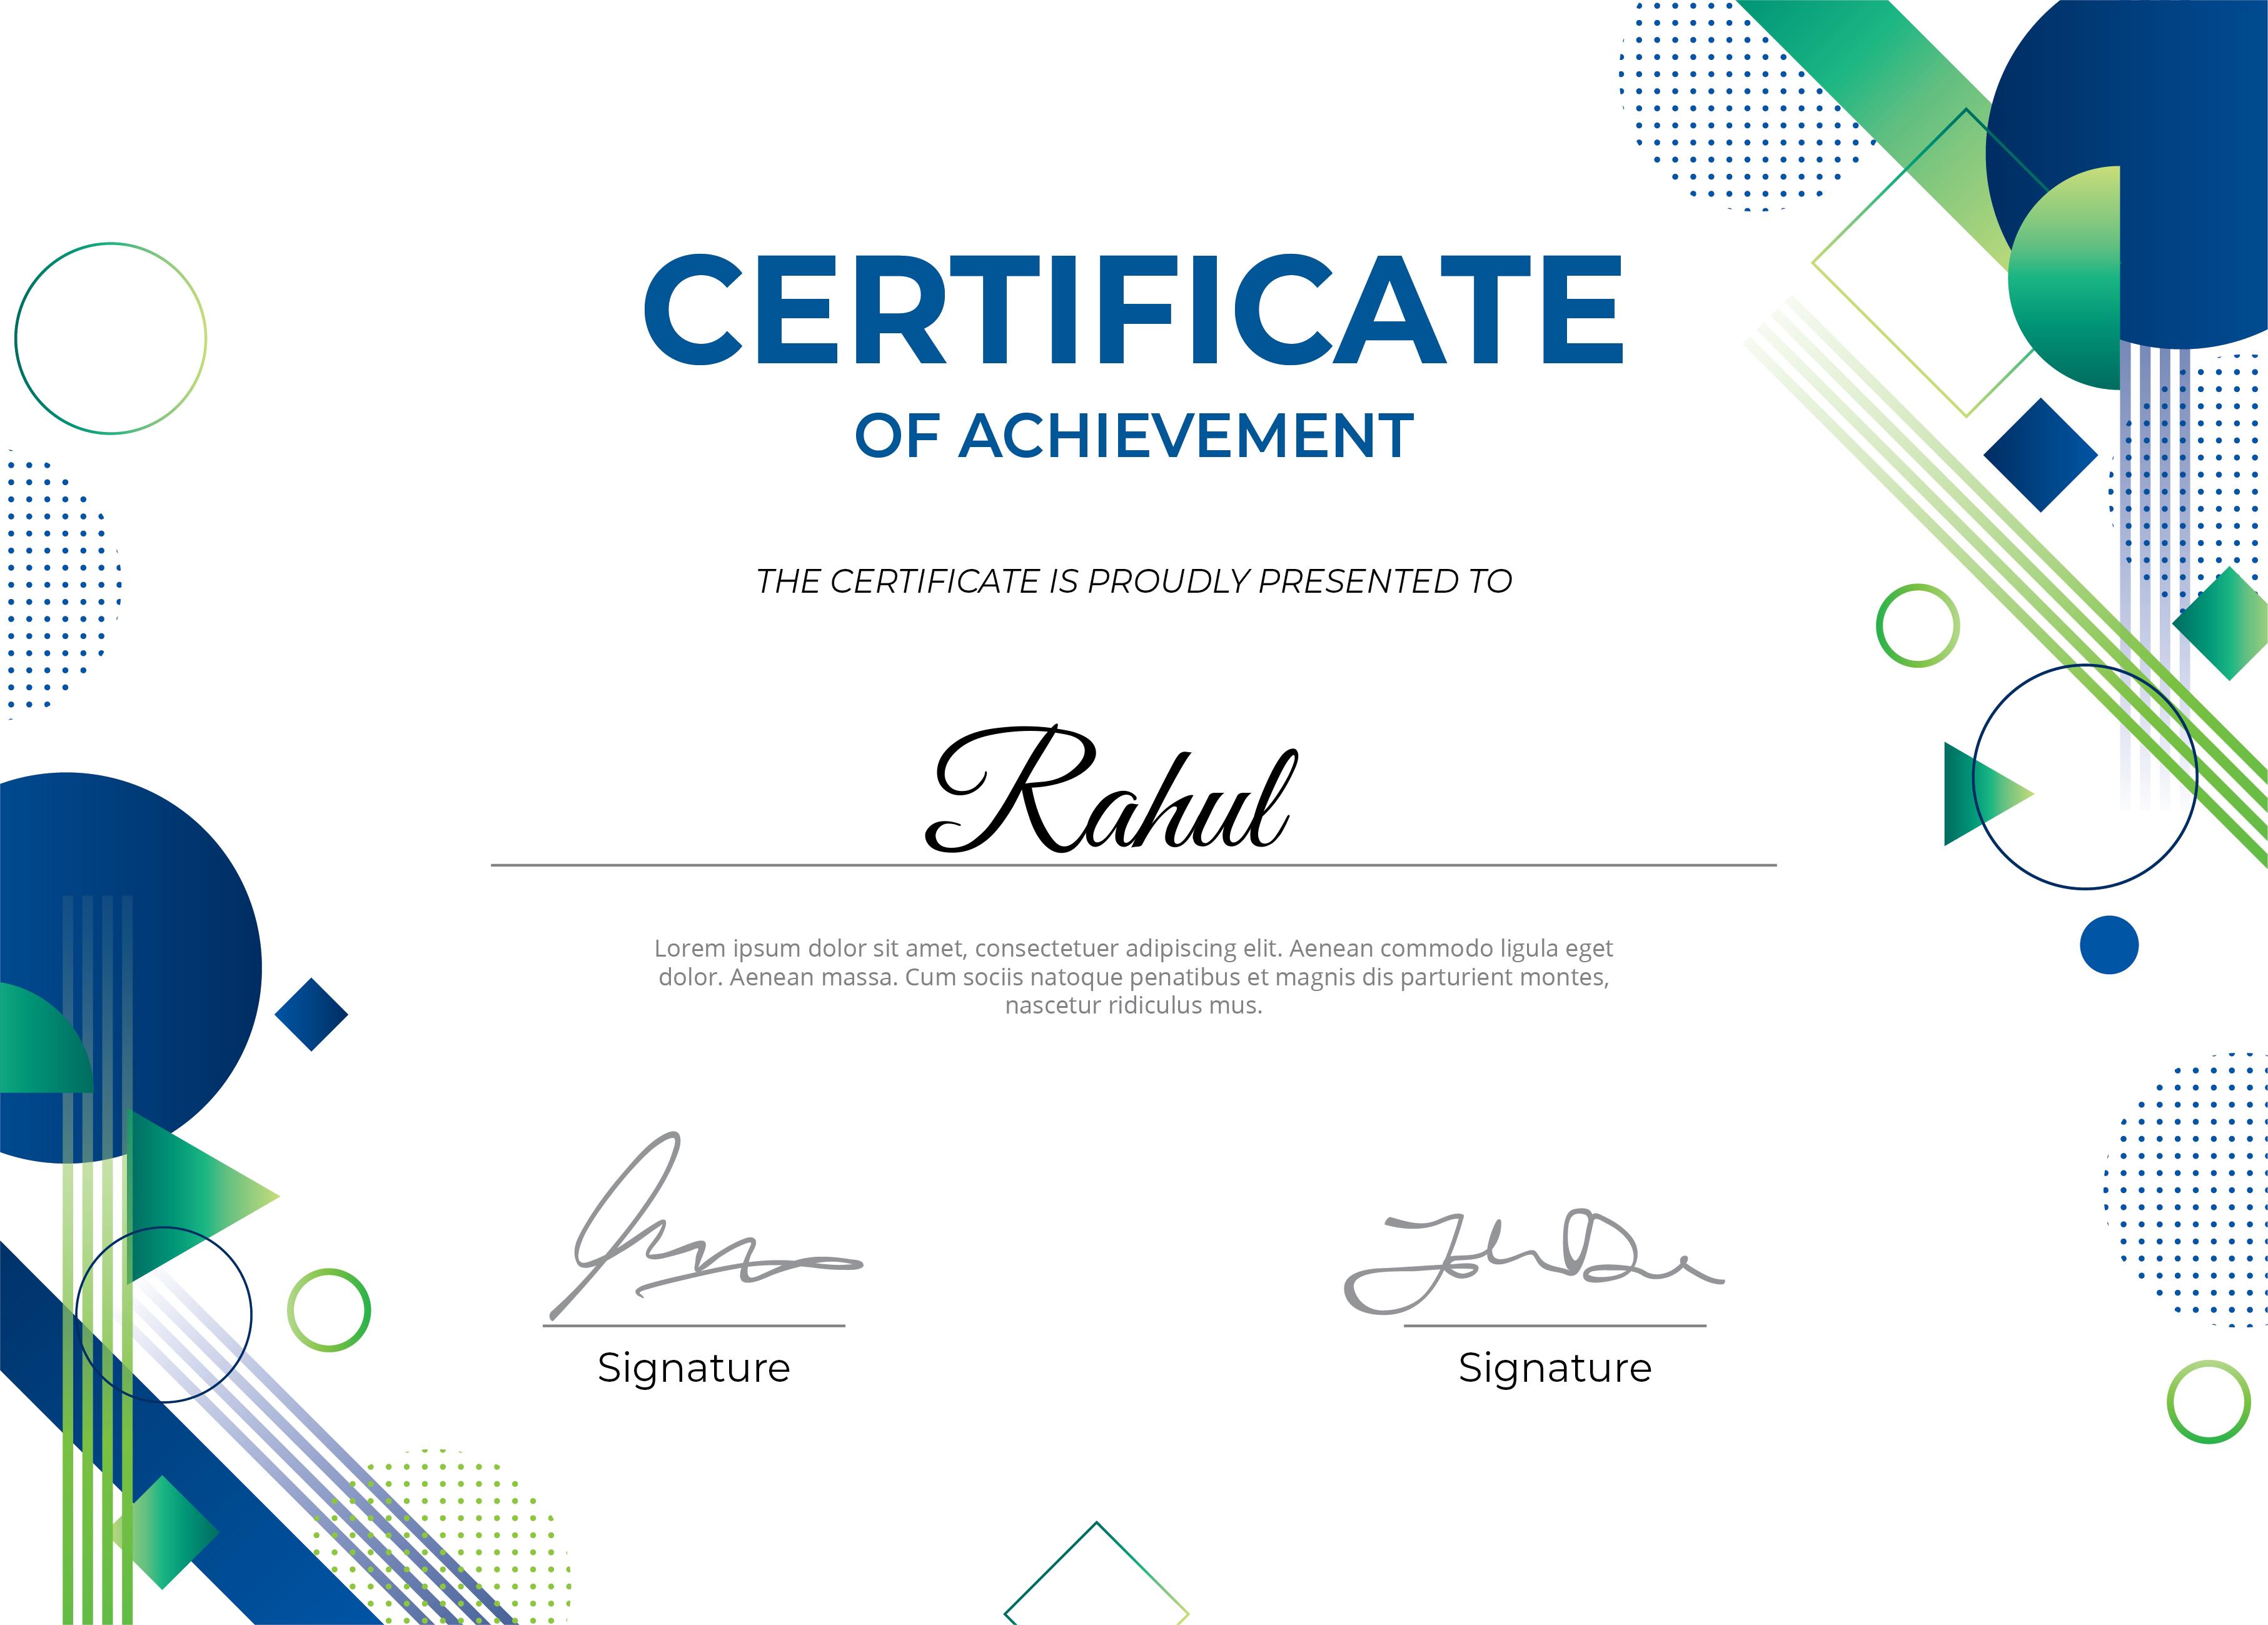 CERTIFICATE
OF ACHIEVEMENT
THE CERTIFICATE IS PROUDLY PRESENTED TO
Rahul
Lorem ipsum dolor sit amet, consectetuer adipiscing elit. Aenean commodo ligula eget
dolor. Aenean massa. Cum sociis natoque penatibus et magnis dis parturient montes,
nascetur ridiculus mus.
Signature
Signature